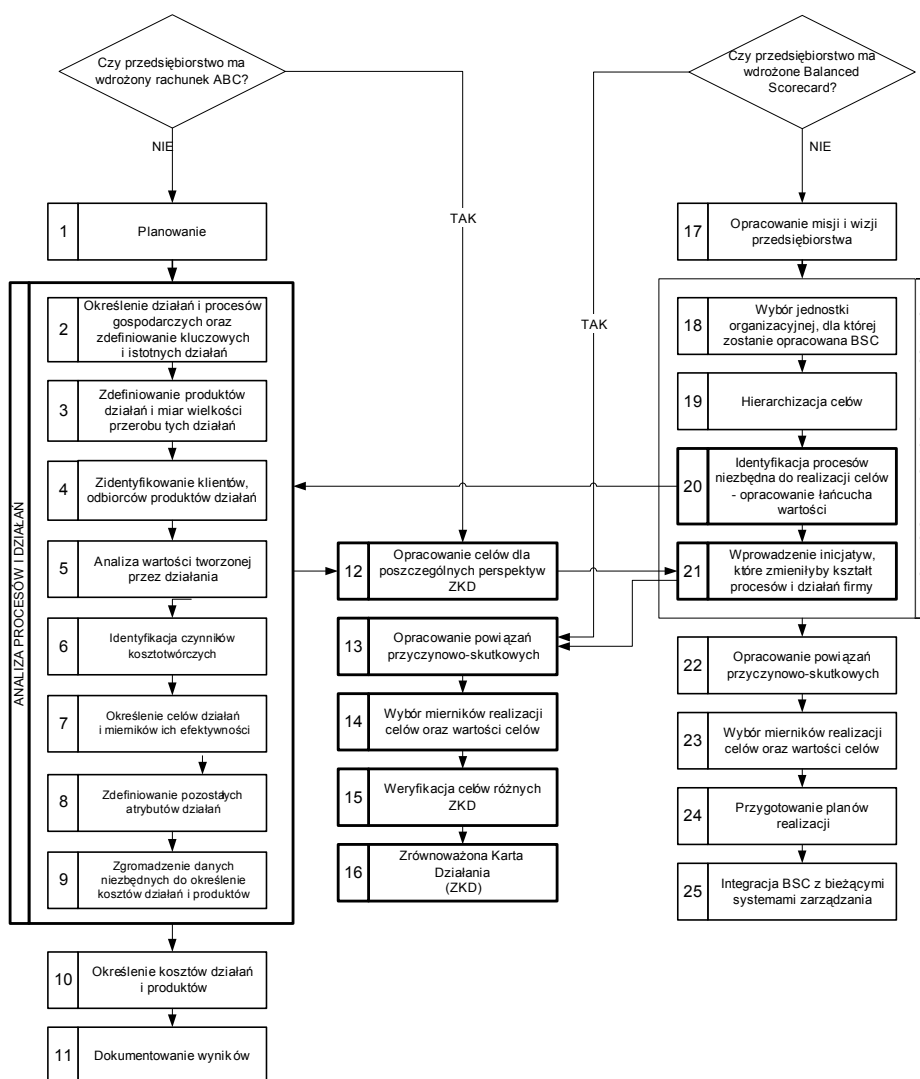 Czy przedsiębiorstwo ma
wdrożony rachunek ABC?
NIE
TAK
1
Planowanie
ANALIZA PROCESÓW I DZIAŁAŃ
2
Określenie działań i procesów
gospodarczych oraz
zdefiniowanie kluczowych
i istotnych działań
3
Zdefiniowanie produktów
działań i miar wielkości
przerobu tych działań
4
Zidentyfikowanie klientów,
odbiorców produktów działań
5
Analiza wartości tworzonej
przez działania
6
Identyfikacja czynników
kosztotwórczych
7
Określenie celów działań
i mierników ich efektywności
8
Zdefiniowanie pozostałych
atrybutów działań
9
Zgromadzenie danych
niezbędnych do określenie
kosztów działań i produktów
10
Określenie kosztów działań
i produktów
11
Dokumentowanie wyników
12
Opracowanie celów dla
poszczególnych perspektyw
ZKD
13
Opracowanie powiązań
przyczynowo-skutkowych
14
Wybór mierników realizacji
celów oraz wartości celów
15
Weryfikacja celów różnych
ZKD
16
Zrównoważona Karta
Działania
(ZKD)
Czy przedsiębiorstwo ma
wdrożone Balanced
Scorecard?
NIE
TAK
17
Opracowanie misji i wizji
przedsiębiorstwa
18
Wybór jednostki
organizacyjnej, dla której
zostanie opracowana BSC
19
Hierarchizacja celów
20
Identyfikacja procesów
niezbędna do realizacji celów
- opracowanie łańcucha
wartości
21
Wprowadzenie inicjatyw,
które zmieniłyby kształt
procesów i działań firmy
22
Opracowanie powiązań
przyczynowo-skutkowych
23
Wybór mierników realizacji
celów oraz wartości celów
24
Przygotowanie planów
realizacji
25
Integracja BSC z bieżącymi
systemami zarządzania